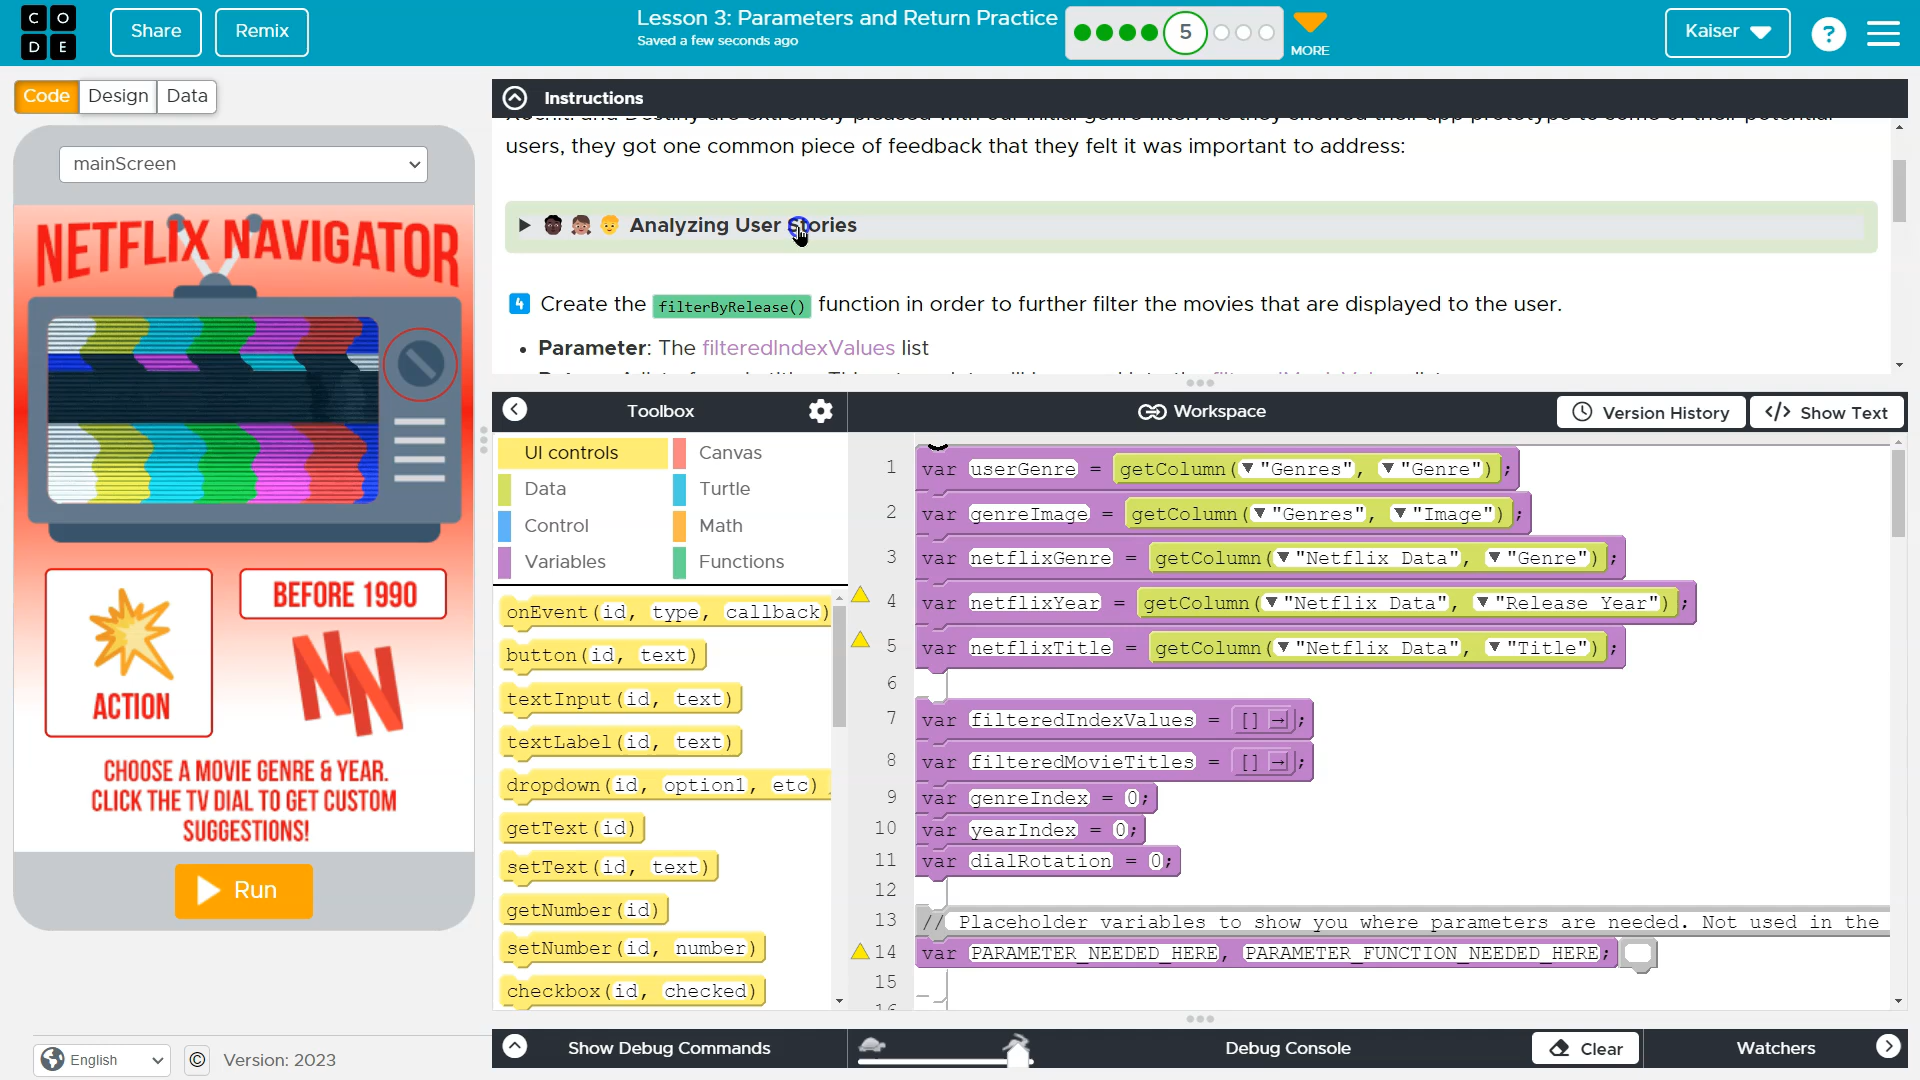 CODE
Share
Remix
Lesson 3: Parameters and Return Practice
Saved a few seconds ago
5
MORE
Kaiser
?
Code
Design
Data
mainScreen
NETFLIX NAVIGATOR
BEFORE 1990
ACTION
NN
CHOOSE A MOVIE GENRE & YEAR.
CLICK THE TV DIAL TO GET CUSTOM
SUGGESTIONS!
Run
English
©
Version: 2023
Instructions
users, they got one common piece of feedback that they felt it was important to address:
Analyzing User Stories
4 Create the filterByRelease() function in order to further filter the movies that are displayed to the user.
• Parameter: The filteredIndexValues list
Toolbox
Workspace
Version History
</> Show Text
UI controls
Canvas
Data
Turtle
Control
Math
Variables
Functions
onEvent(id, type, callback)
button(id, text)
textInput(id, text)
textLabel(id, text)
dropdown(id, option1, etc)
getText(id)
setText(id, text)
getNumber(id)
setNumber(id, number)
checkbox(id, checked)
1 var userGenre = getColumn(▼"Genres", ▼"Genre");
2 var genreImage = getColumn(▼"Genres", ▼"Image");
3 var netflixGenre = getColumn(▼"Netflix Data", ▼"Genre");
4 var netflixYear = getColumn(▼"Netflix Data", ▼"Release Year");
5 var netflixTitle = getColumn(▼"Netflix Data", ▼"Title");
6
7 var filteredIndexValues = [] →;
8 var filteredMovieTitles = [] →;
9 var genreIndex = 0;
10 var yearIndex = 0;
11 var dialRotation = 0;
12
13 // Placeholder variables to show you where parameters are needed. Not used in the
14 var PARAMETER_NEEDED_HERE, PARAMETER_FUNCTION_NEEDED_HERE;
15
Show Debug Commands
Debug Console
Clear
Watchers